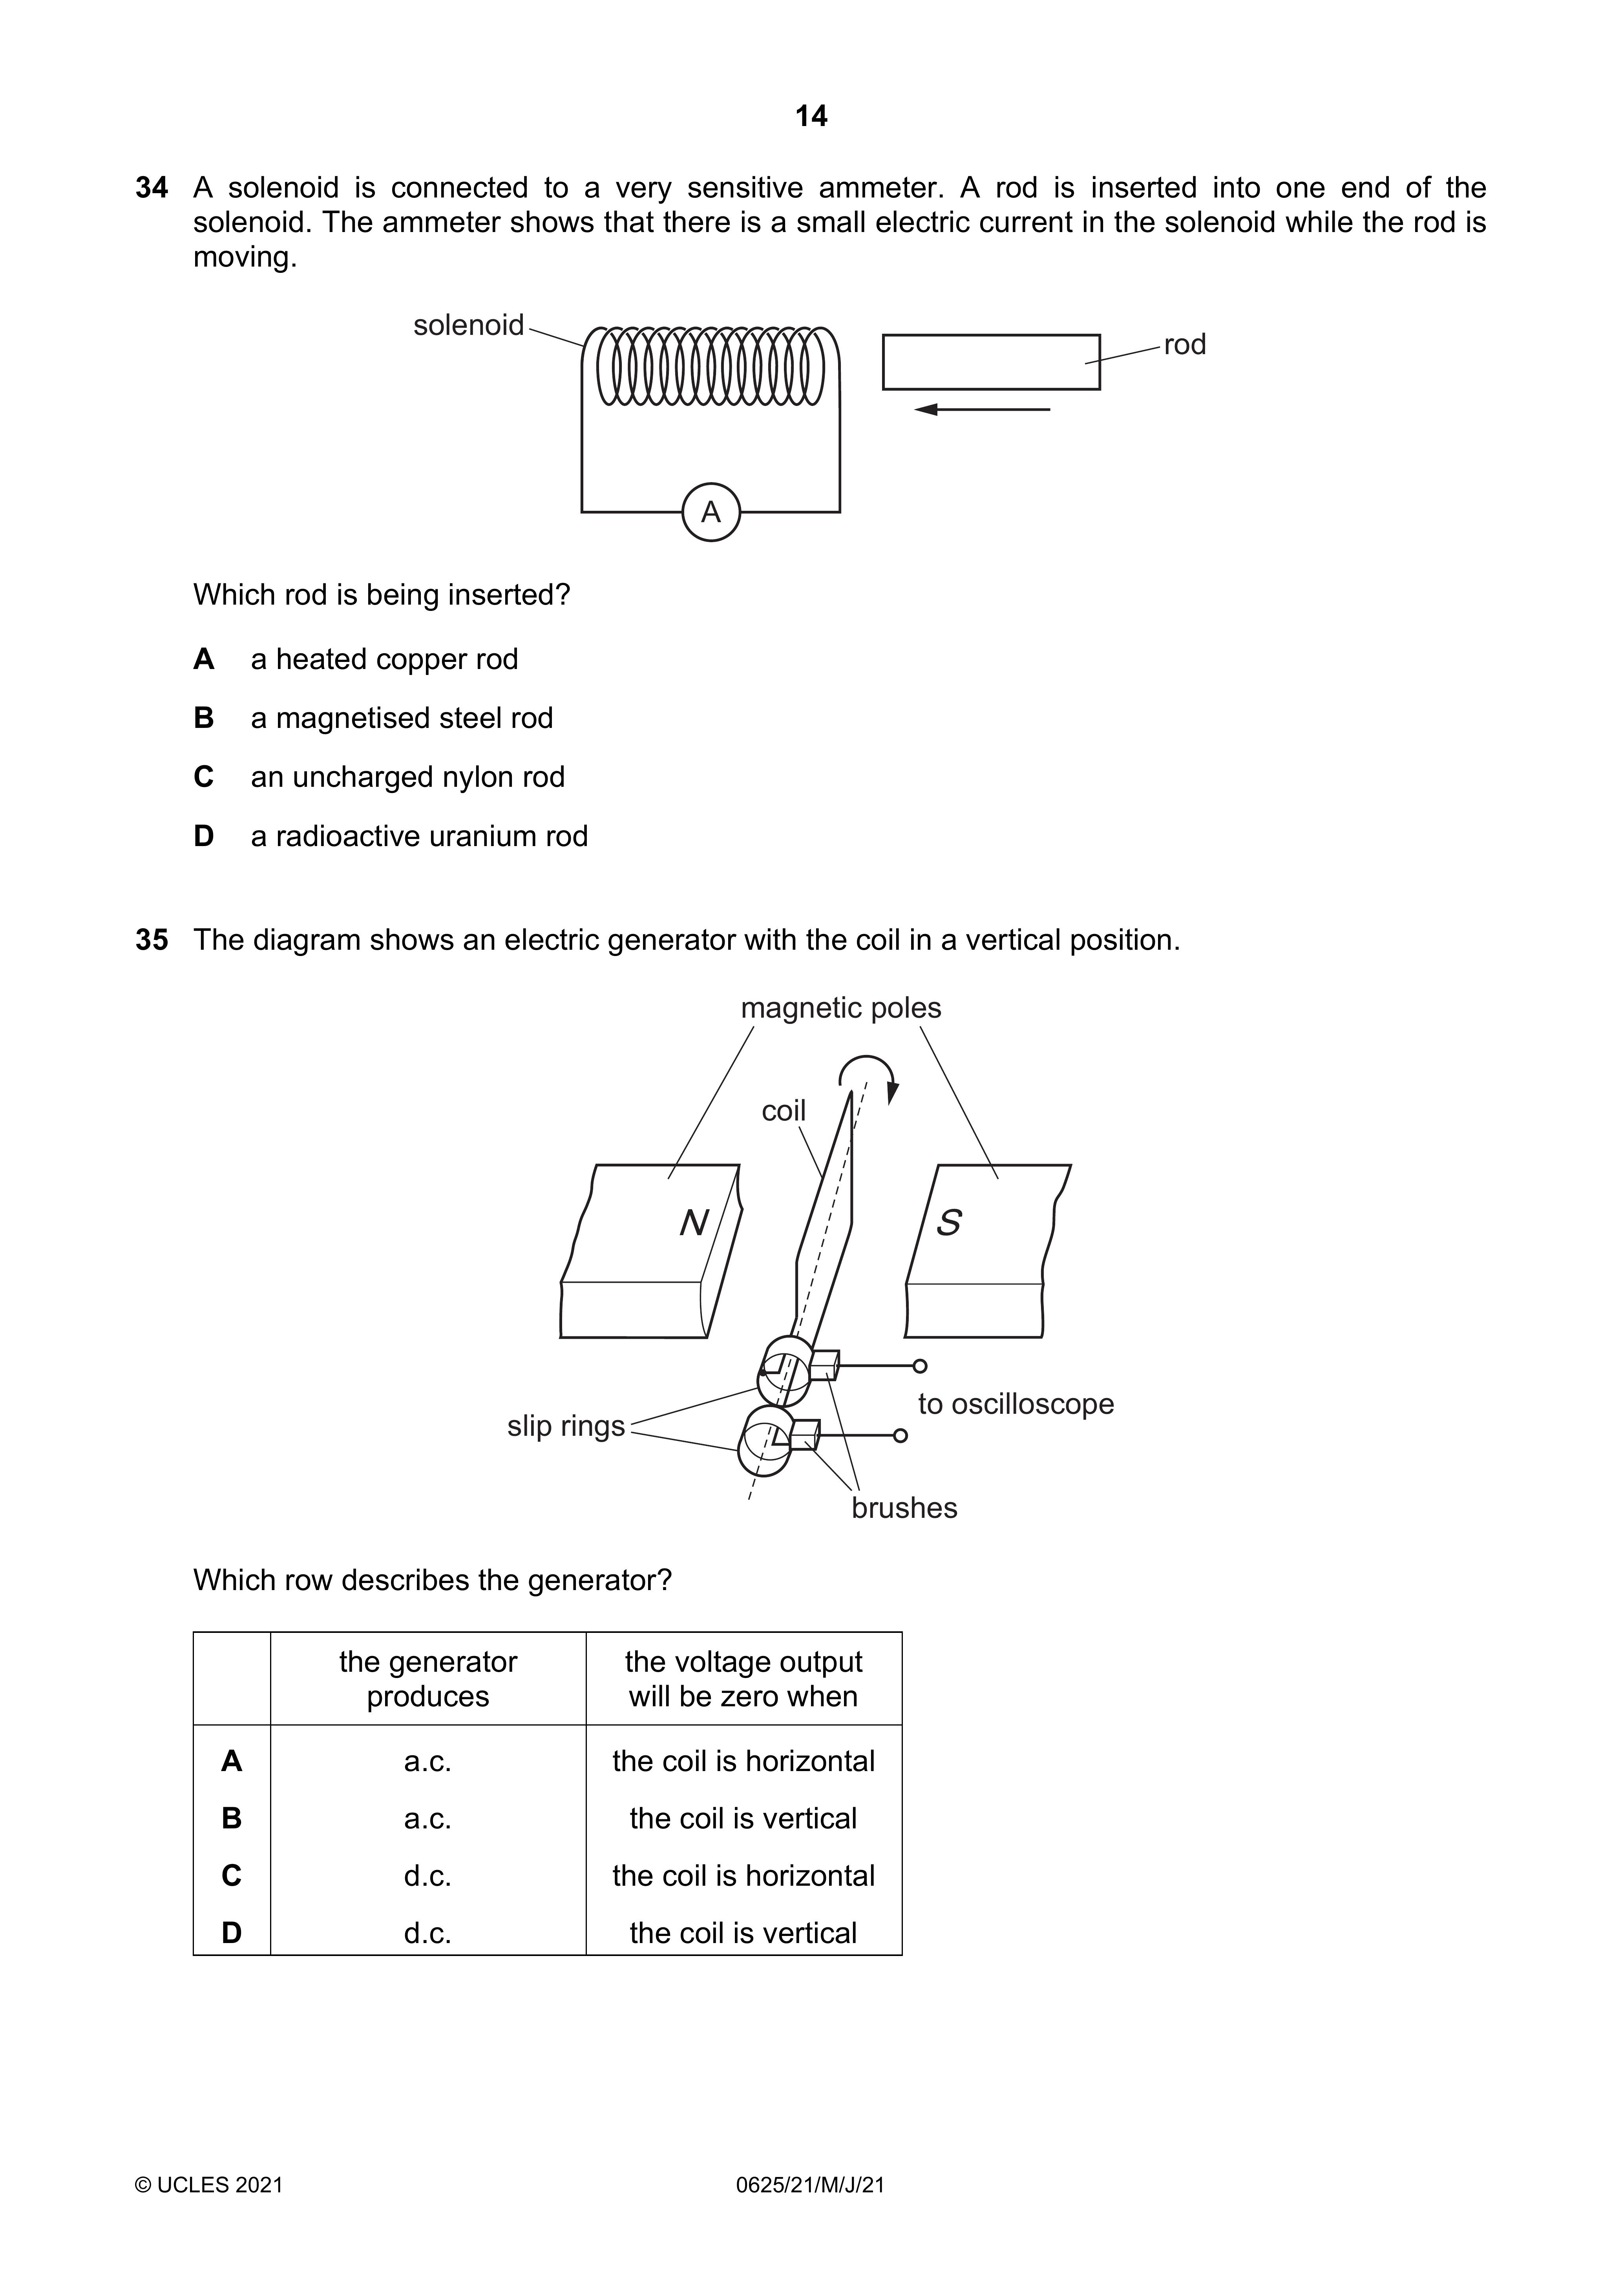 14
34 A solenoid is connected to a very sensitive ammeter. A rod is inserted into one end of the
solenoid. The ammeter shows that there is a small electric current in the solenoid while the rod is
moving.
solenoid
rod
A
Which rod is being inserted?
A a heated copper rod
B a magnetised steel rod
C an uncharged nylon rod
D a radioactive uranium rod
35 The diagram shows an electric generator with the coil in a vertical position.
magnetic poles
coil
N
S
to oscilloscope
slip rings
brushes
Which row describes the generator?
the generator produces
the voltage output will be zero when
A a.c. the coil is horizontal
B a.c. the coil is vertical
C d.c. the coil is horizontal
D d.c. the coil is vertical
© UCLES 2021 0625/21/M/J/21